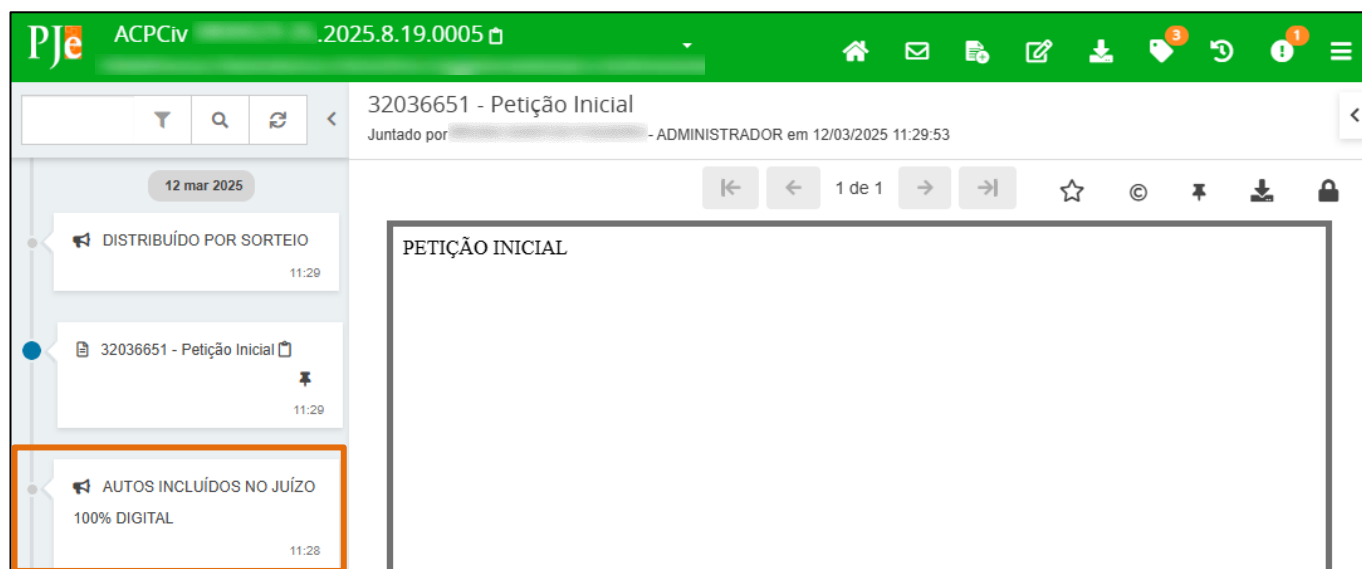 PJe
ACPCiv .2025.8.19.0005
3
1
32036651 - Petição Inicial
Juntado por - ADMINISTRADOR em 12/03/2025 11:29:53
12 mar 2025
1 de 1
DISTRIBUÍDO POR SORTEIO
11:29
PETIÇÃO INICIAL
32036651 - Petição Inicial
11:29
AUTOS INCLUÍDOS NO JUÍZO
100% DIGITAL
11:28